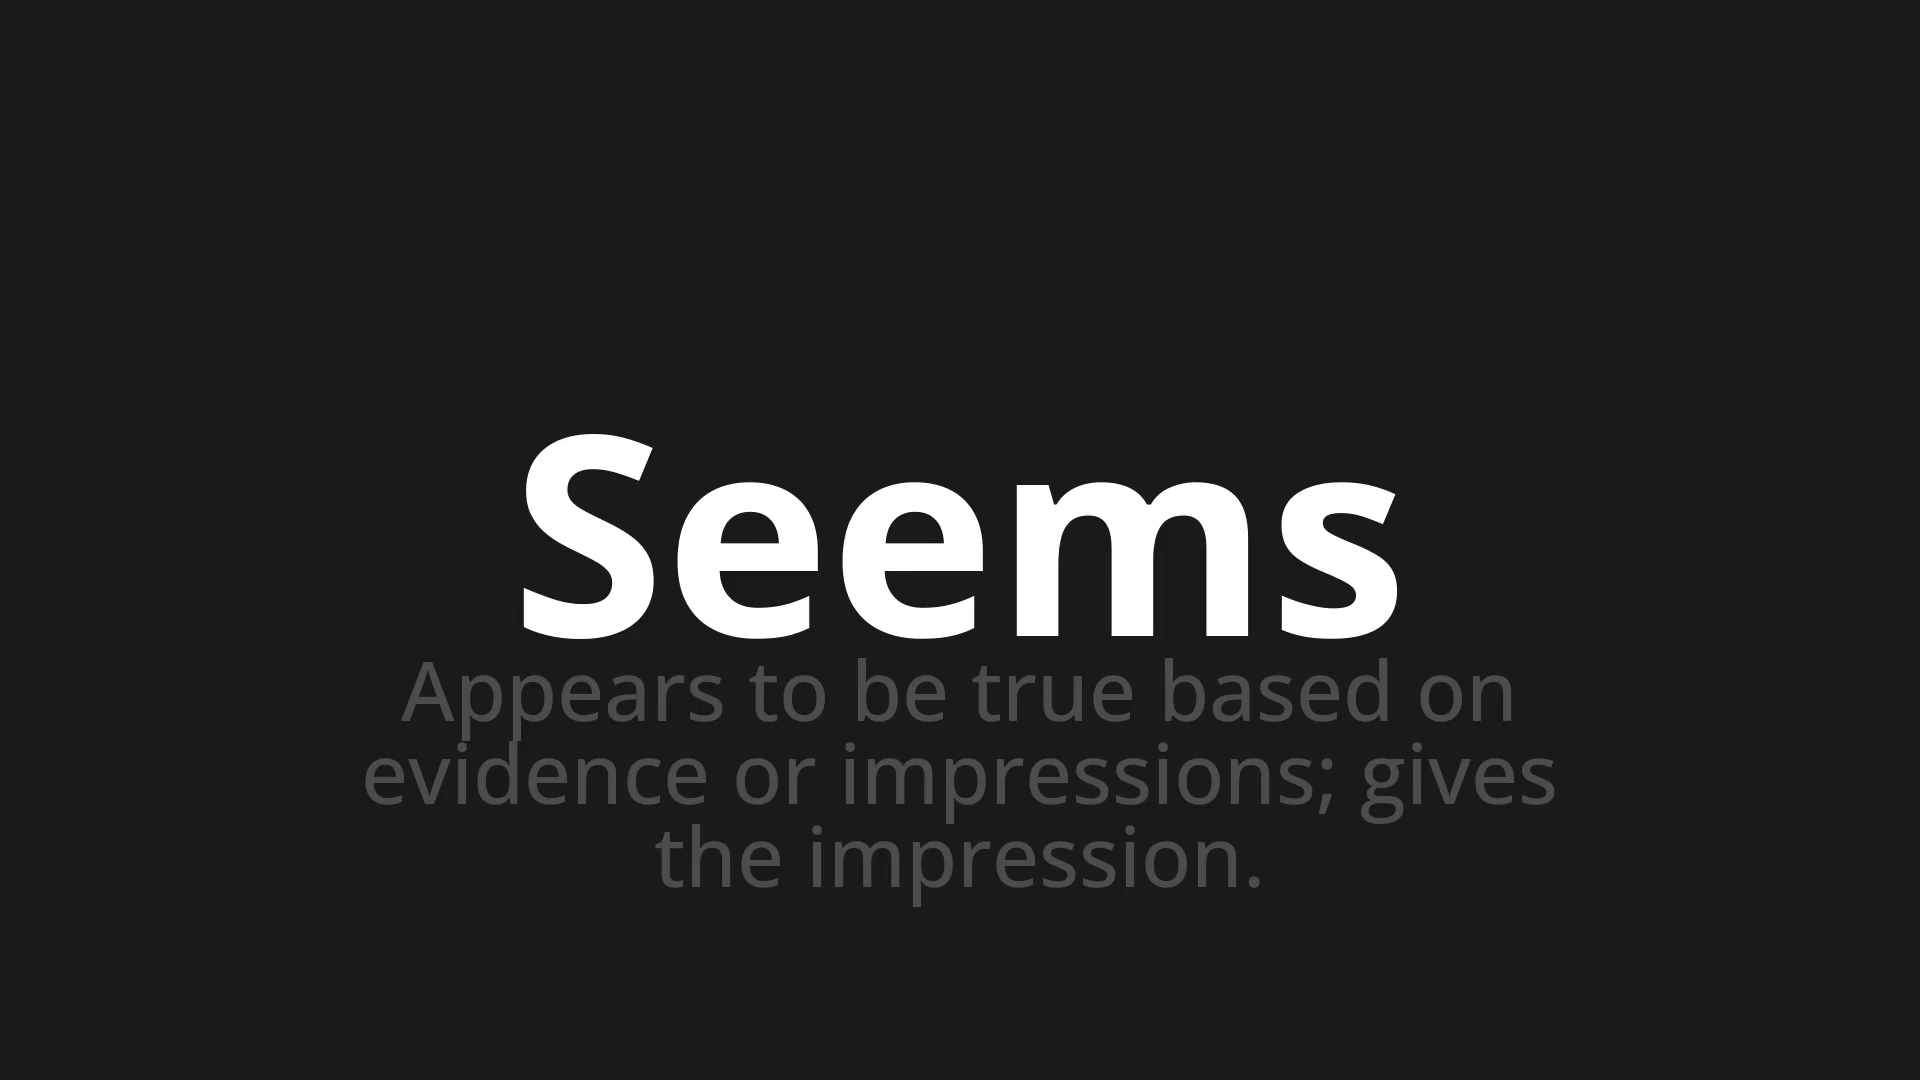 Seems
Appears to be true based on
evidence or impressions; gives
the impression.